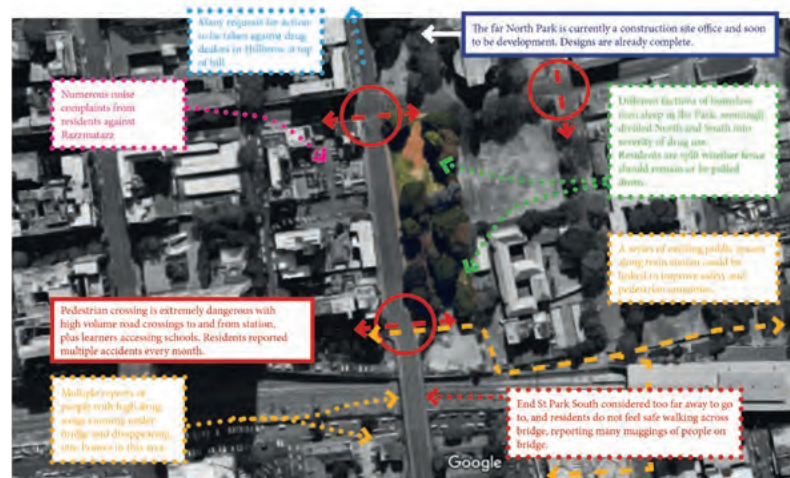 Many requests for action
to be taken against drug
dealers in Hillbrow at top
of hill.
The far North Park is currently a construction site office and soon
to be development. Designs are already complete.
Numerous noise
complaints from
residents against
Razzmatazz
Different factions of homeless
men sleep in the Park, seemingly
divided North and South into
severity of drug use.
Residents are split whether fence
should remain or be pulled
down.
A series of existing public spaces
along train station could be
linked to improve safety and
pedestrian
Pedestrian crossing is extremely dangerous with
high volume road crossings to and from station,
plus learners accessing schools. Residents reported
multiple accidents every month.
Multiple reports of
people with high drug
usage running under
bridge and disappearing
into homes in this area
End St Park South considered too far away to go
to, and residents do not feel safe walking across
bridge, reporting many muggings of people on
bridge.
Google